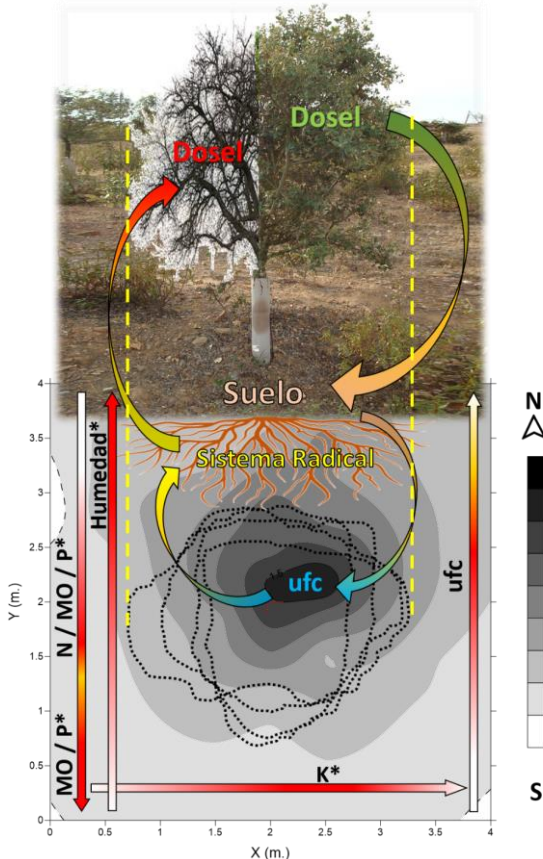 Dosel
Dosel
Suelo
Sistema Radical
ufc
Humedad*
N / MO / P*
MO / P*
K*
ufc
N
S
Y (m.)
4
3.5
3
2.5
2
1.5
1
0.5
0
0
0.5
1
1.5
2
2.5
3
3.5
4
X (m.)